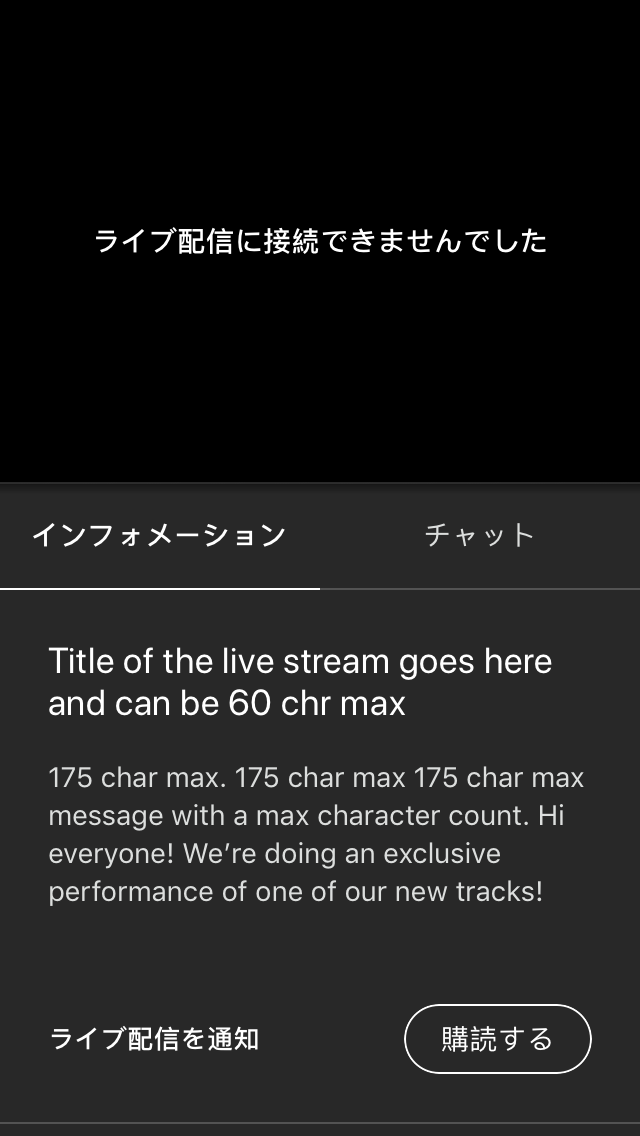 ライブ配信に接続できませんでした
インフォメーション
チャット
Title of the live stream goes here
and can be 60 chr max
175 char max. 175 char max 175 char max
message with a max character count. Hi
everyone! We’re doing an exclusive
performance of one of our new tracks!
ライブ配信を通知
購読する